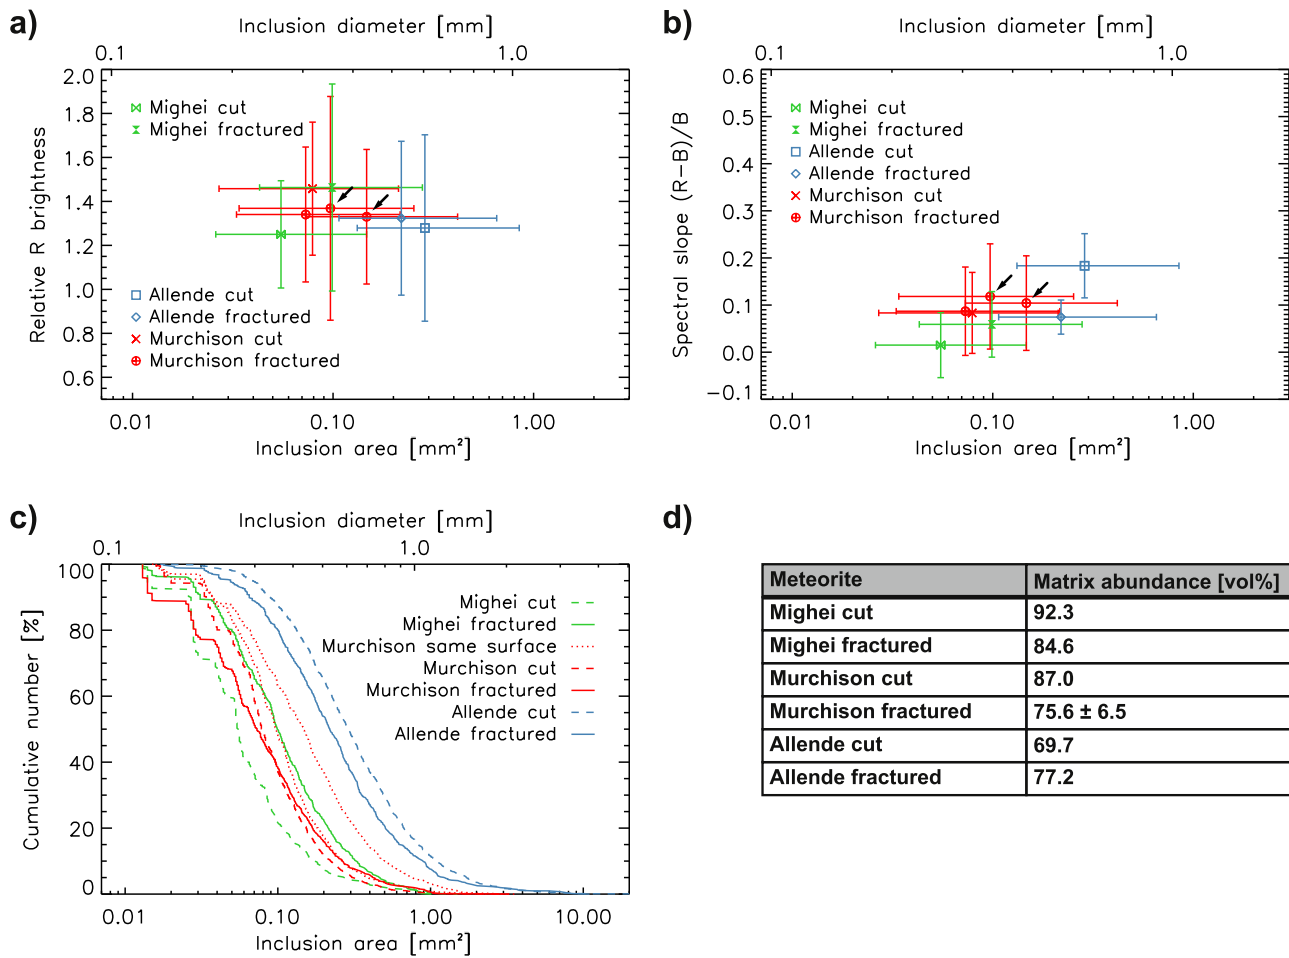 a)
Inclusion diameter [mm]
0.1
1.0
2.0
1.8
1.6
1.4
1.2
1.0
0.8
0.6
Relative R brightness
Mighei cut
Mighei fractured
Allende cut
Allende fractured
Murchison cut
Murchison fractured
0.01
0.10
1.00
Inclusion area [mm²]
b)
Inclusion diameter [mm]
0.1
1.0
0.6
0.5
0.4
0.3
0.2
0.1
0.0
−0.1
Spectral slope (R−B)/B
Mighei cut
Mighei fractured
Allende cut
Allende fractured
Murchison cut
Murchison fractured
0.01
0.10
1.00
Inclusion area [mm²]
c)
Inclusion diameter [mm]
0.1
1.0
100
80
60
40
20
0
Cumulative number [%]
Mighei cut
Mighei fractured
Murchison same surface
Murchison cut
Murchison fractured
Allende cut
Allende fractured
0.01
0.10
1.00
10.00
Inclusion area [mm²]
d)
Meteorite Matrix abundance [vol%]
Mighei cut 92.3
Mighei fractured 84.6
Murchison cut 87.0
Murchison fractured 75.6 ± 6.5
Allende cut 69.7
Allende fractured 77.2